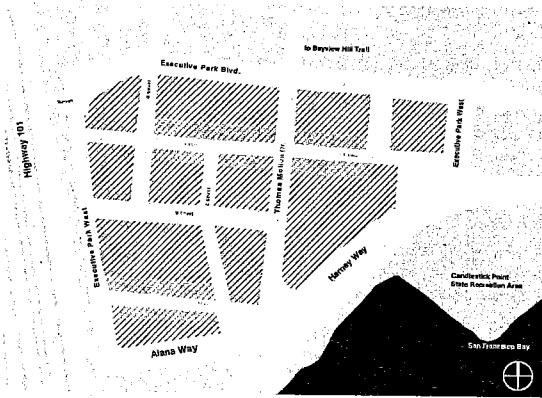 to Bayview Hill Trail
Executive Park Blvd.
Highway 101
Executive Park West
Thomas Mellon Dr
Executive Park West
Harney Way
Candlestick Point
State Recreation Area
San Francisco Bay
Alana Way